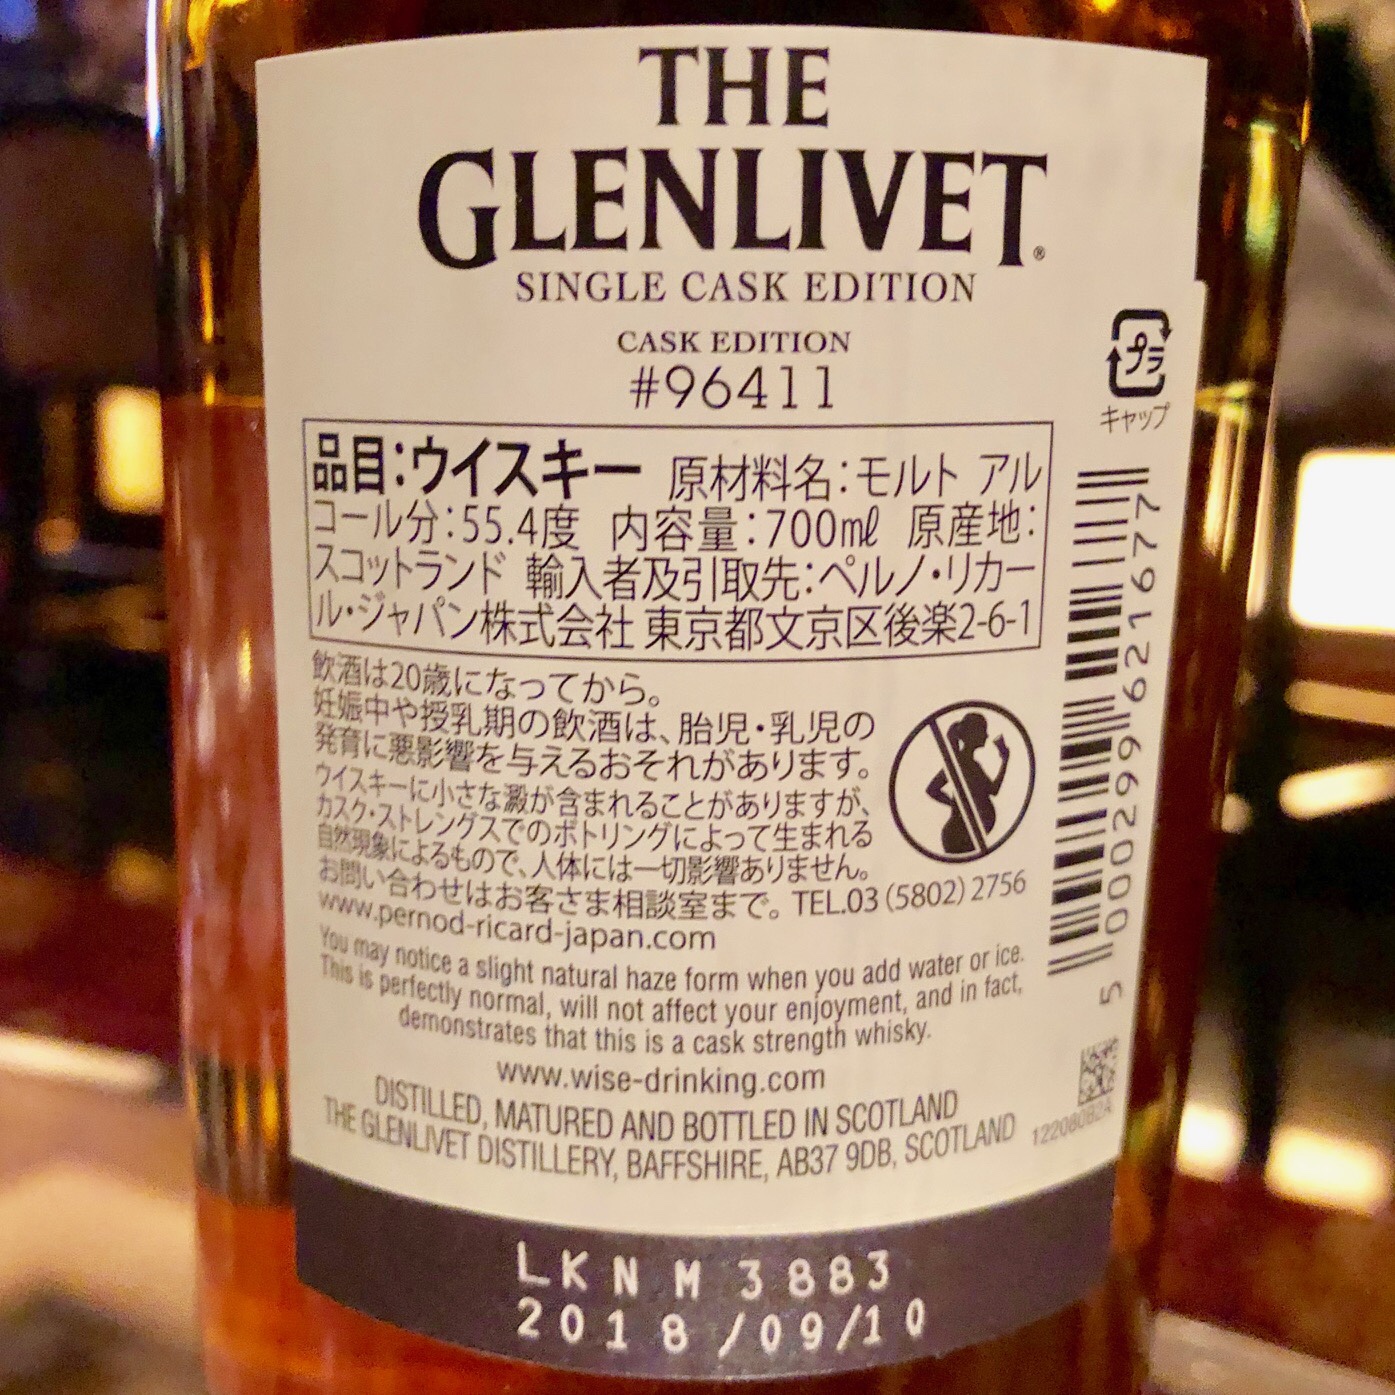 THE
GLENLIVET®
SINGLE CASK EDITION
CASK EDITION
#96411
プラ
キャップ
品目:ウイスキー 原材料名:モルト アル
コール分:55.4度 内容量:700㎖ 原産地:
スコットランド 輸入者及引取先:ペルノ・リカー
ル・ジャパン株式会社 東京都文京区後楽2-6-1
飲酒は20歳になってから。
妊娠中や授乳期の飲酒は、胎児・乳児の
発育に悪影響を与えるおそれがあります。
ウイスキーに小さな澱が含まれることがありますが、
カスク・ストレングスでのボトリングによって生まれる
自然現象によるもので、人体には一切影響ありません。
お問い合わせはお客さま相談室まで。TEL.03(5802)2756
www.pernod-ricard-japan.com
You may notice a slight natural haze form when you add water or ice.
This is perfectly normal, will not affect your enjoyment, and in fact,
demonstrates that this is a cask strength whisky.
www.wise-drinking.com
DISTILLED, MATURED AND BOTTLED IN SCOTLAND
THE GLENLIVET DISTILLERY, BAFFSHIRE, AB37 9DB, SCOTLAND
5 000299 621677
LKNM3883
2018/09/10